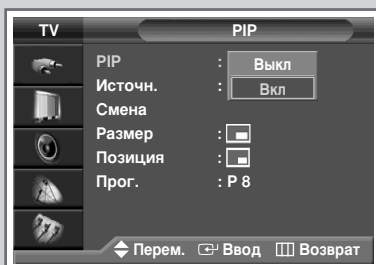 TV PIP
PIP : Выкл
Источн. : Вкл
Смена
Размер :
Позиция :
Прог. : P 8
Перем. Ввод Возврат